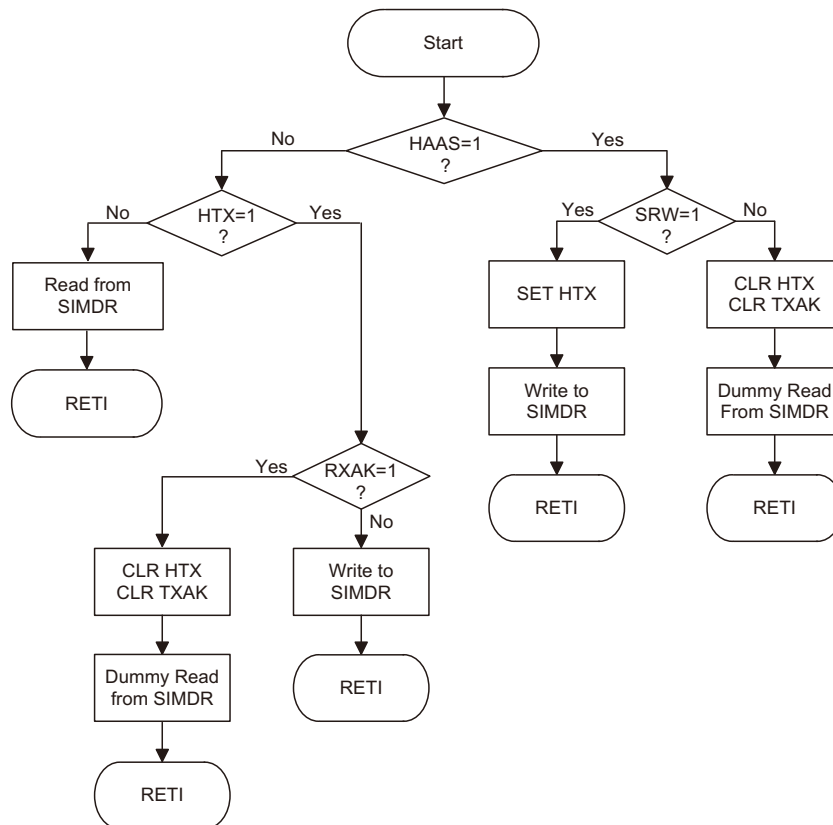 Start
No
HAAS=1
?
Yes
No
HTX=1
?
Yes
Yes
SRW=1
?
No
Read from
SIMDR
SET HTX
CLR HTX
CLR TXAK
RETI
Write to
SIMDR
Dummy Read
From SIMDR
Yes
RXAK=1
?
No
RETI
RETI
CLR HTX
CLR TXAK
Write to
SIMDR
Dummy Read
from SIMDR
RETI
RETI